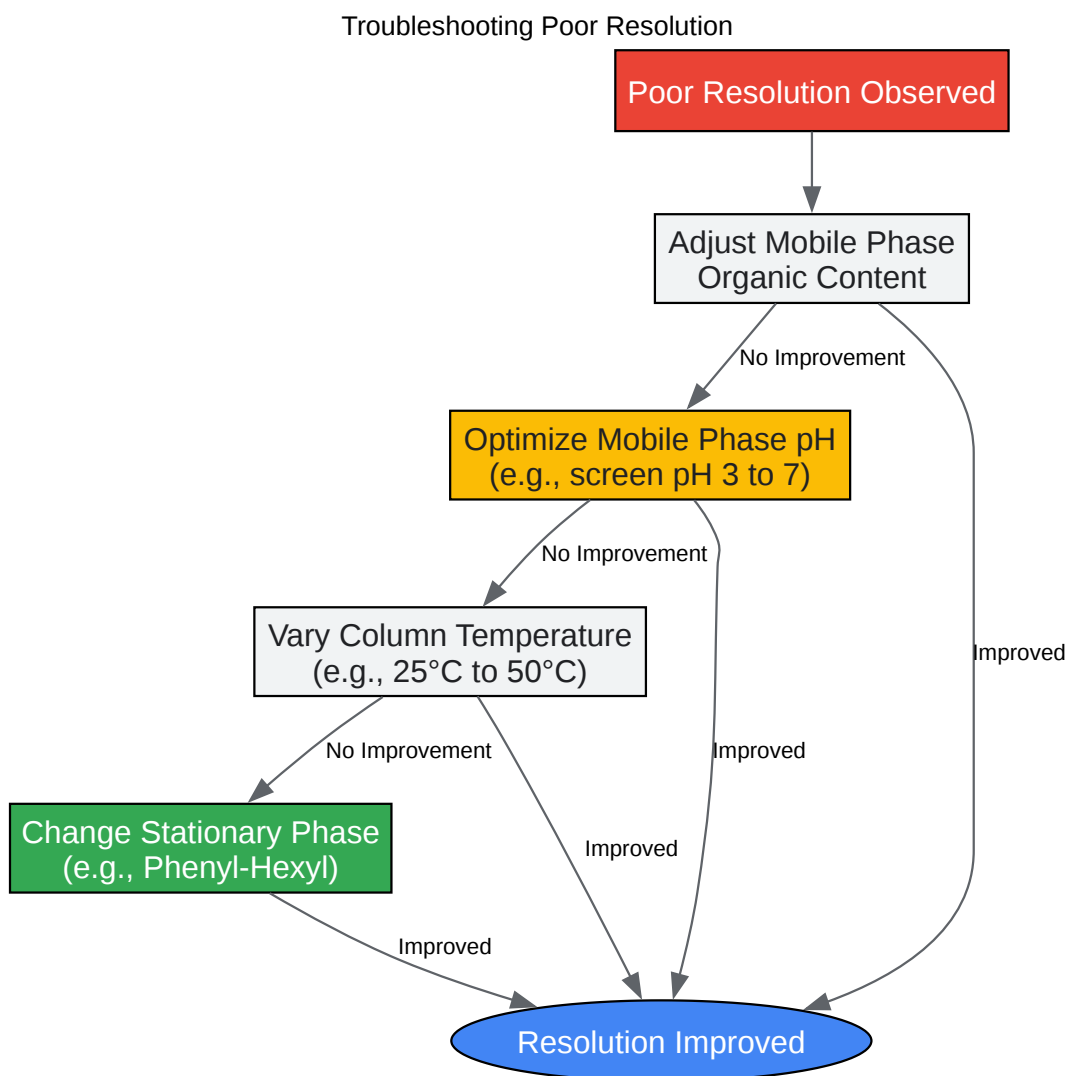 Troubleshooting Poor Resolution
Poor Resolution Observed
Adjust Mobile Phase
Organic Content
No Improvement
Optimize Mobile Phase pH
(e.g., screen pH 3 to 7)
No Improvement
Vary Column Temperature
(e.g., 25°C to 50°C)
Improved
No Improvement
Improved
Change Stationary Phase
(e.g., Phenyl-Hexyl)
Improved
Improved
Resolution Improved